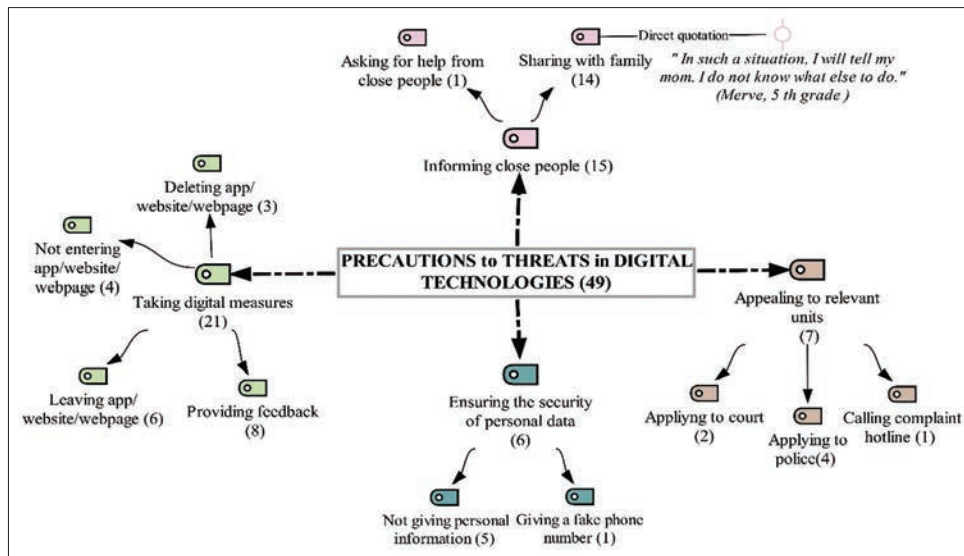 Direct quotation
Asking for help from
close people (1)
Sharing with family
(14)
" In such a situation, I will tell my
mom. I do not know what else to do."
(Merve, 5 th grade )
Informing close people (15)
Deleting app/
website/webpage (3)
Not entering
app/website/
webpage (4)
Taking digital measures
(21)
Leaving app/
website/webpage (6)
Providing feedback
(8)
PRECAUTIONS to THREATS in DIGITAL
TECHNOLOGIES (49)
Appealing to relevant
units
(7)
Appliyng to court
(2)
Applying to
police(4)
Calling complaint
hotline (1)
Ensuring the security
of personal data
(6)
Not giving personal
information (5)
Giving a fake phone
number (1)